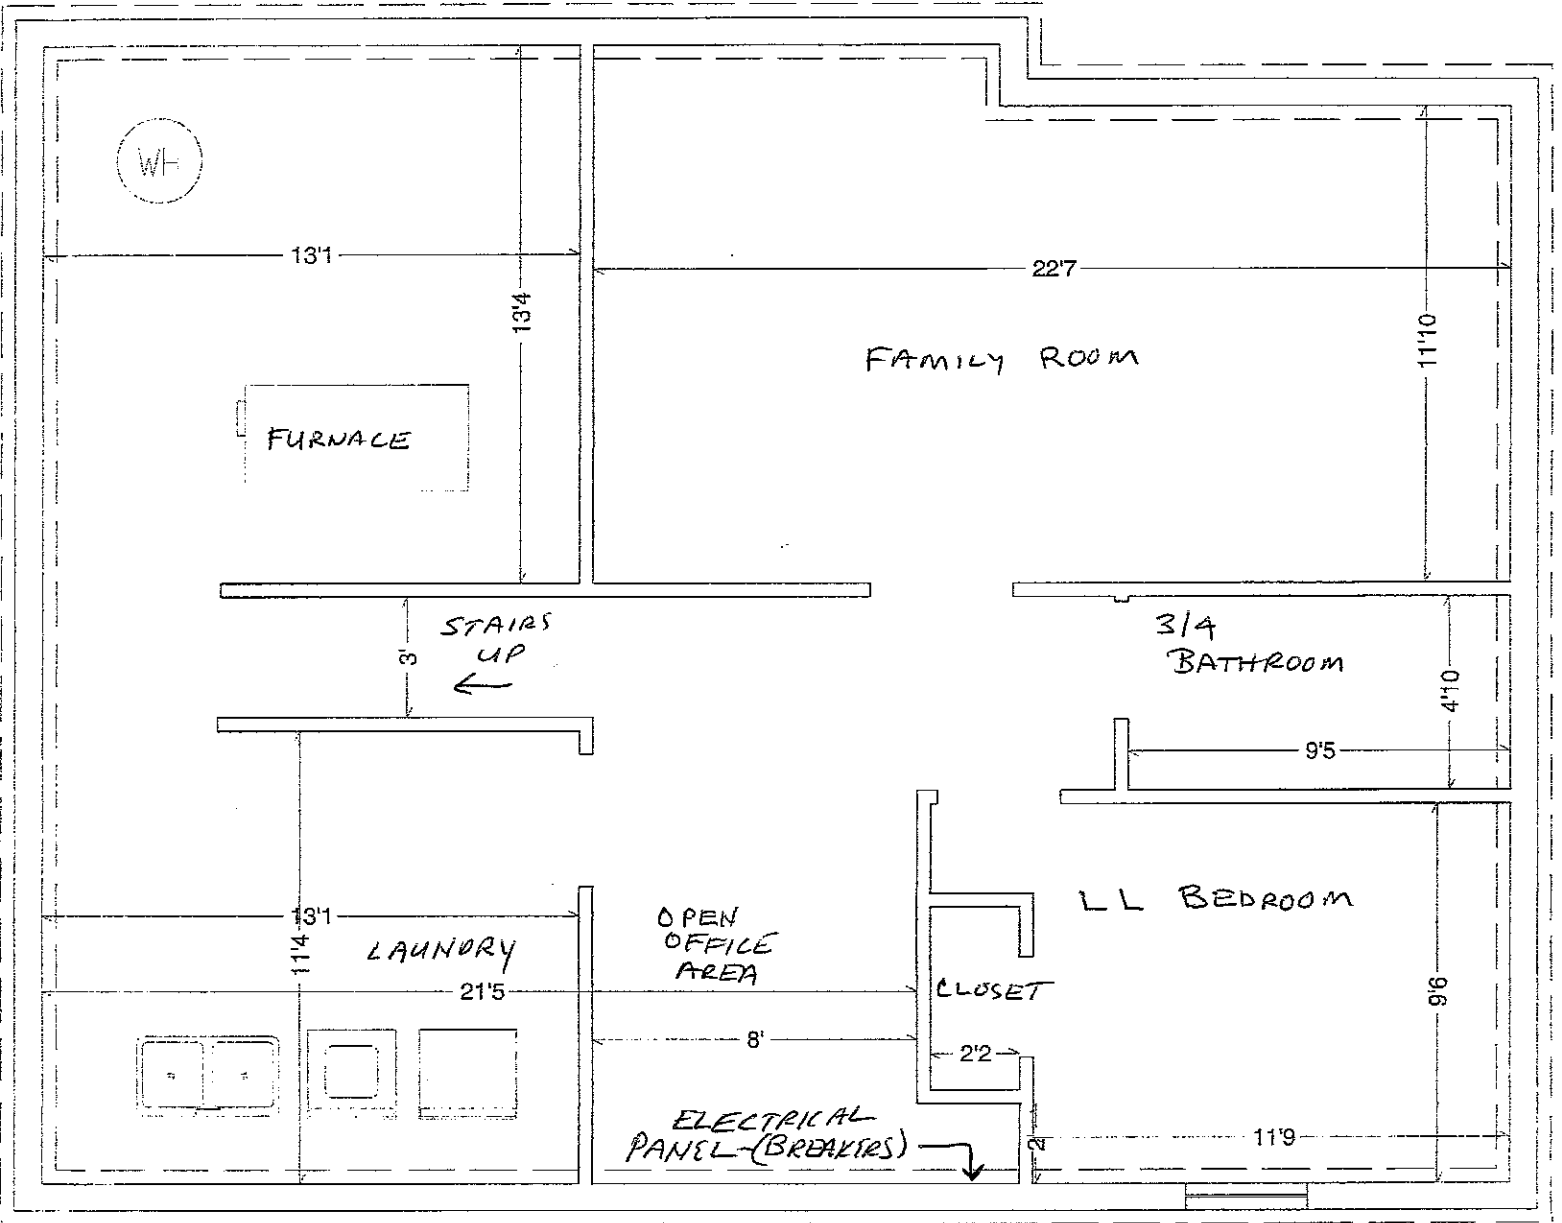 WH
13'1
13'4
22'7
11'10
FAMILY ROOM
FURNACE
STAIRS
UP
3'
3/4
BATHROOM
4'10
9'5
LL BEDROOM
13'1
11'4
LAUNDRY
OPEN
OFFICE
AREA
21'5
CLOSET
9'6
8'
2'2
ELECTRICAL
PANEL-(BREAKERS)
2'
11'9